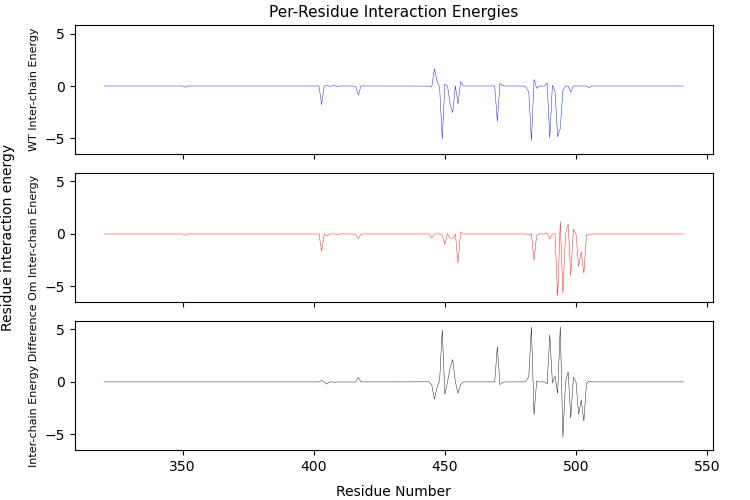 Per-Residue Interaction Energies
Residue interaction energy
WT Inter-chain Energy
5
0
−5
Om Inter-chain Energy
5
0
−5
Inter-chain Energy Difference
5
0
−5
350
400
450
500
550
Residue Number